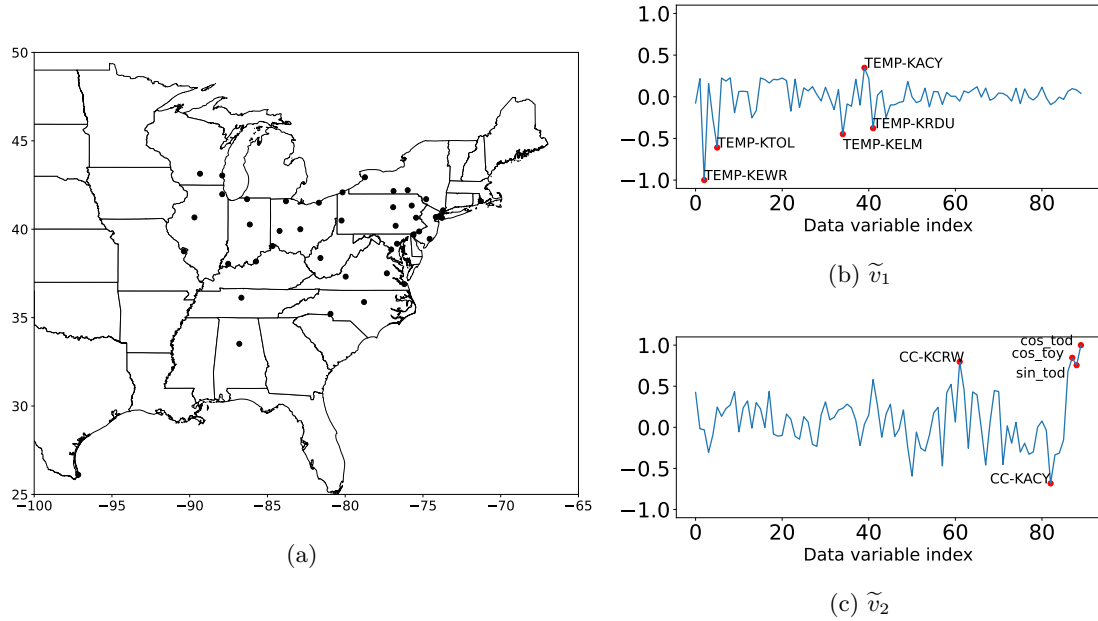 50
45
40
35
30
25
−100
−95
−90
−85
−80
−75
−70
−65
(a)
1.0
0.5
0.0
−0.5
−1.0
TEMP-KACY
TEMP-KRDU
TEMP-KTOL
TEMP-KELM
TEMP-KEWR
0
20
40
60
80
Data variable index
(b) ṽ₁
1.0
0.5
0.0
−0.5
−1.0
cos_tod
cos_toy
CC-KCRW
sin_tod
CC-KACY
0
20
40
60
80
Data variable index
(c) ṽ₂